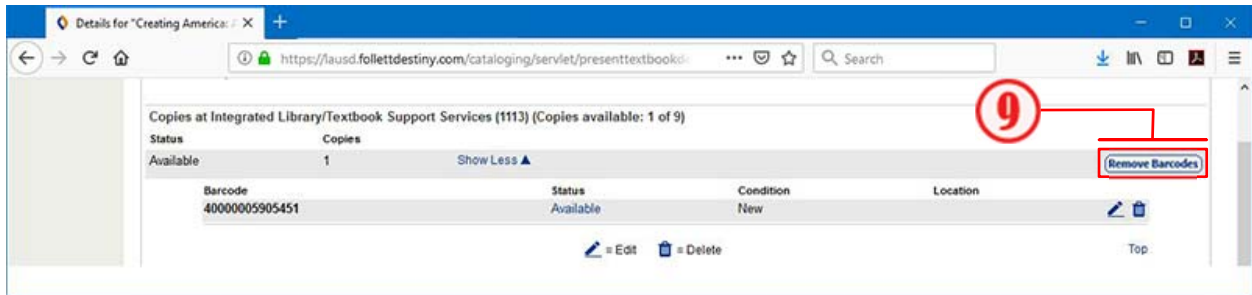 Details for "Creating America: A
https://lausd.follettdestiny.com/cataloging/servlet/presenttextbookd
Search
Copies at Integrated Library/Textbook Support Services (1113) (Copies available: 1 of 9)
9
Status Copies
Available 1 Show Less ▲ Remove Barcodes
Barcode Status Condition Location
40000005905451 Available New
= Edit = Delete Top